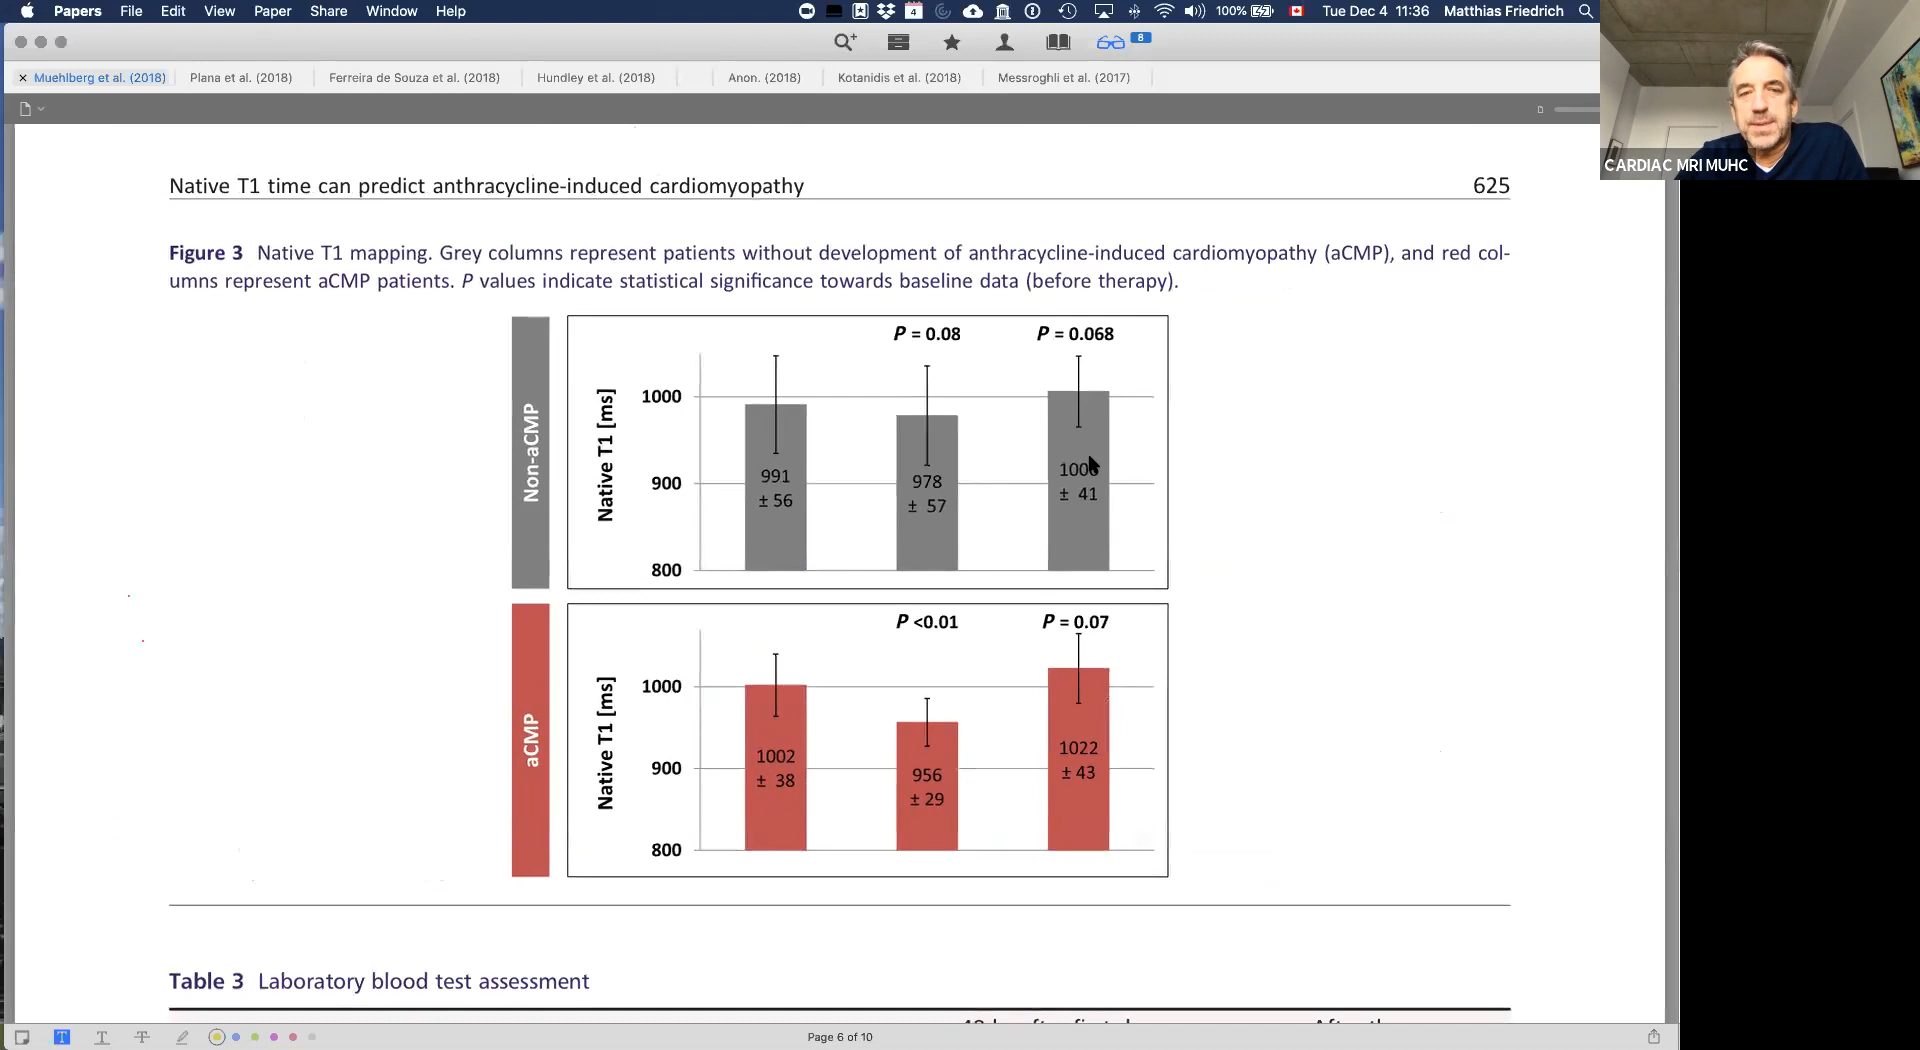 Papers File Edit View Paper Share Window Help
4 100% Tue Dec 4 11:36 Matthias Friedrich
8
× Muehlberg et al. (2018) Plana et al. (2018) Ferreira de Souza et al. (2018) Hundley et al. (2018) Anon. (2018) Kotanidis et al. (2018) Messroghli et al. (2017)
CARDIAC MRI MUHC
Native T1 time can predict anthracycline-induced cardiomyopathy 625
Figure 3 Native T1 mapping. Grey columns represent patients without development of anthracycline-induced cardiomyopathy (aCMP), and red col-
umns represent aCMP patients. P values indicate statistical significance towards baseline data (before therapy).
Non-aCMP
Native T1 [ms]
P = 0.08 P = 0.068
1000
900
800
991
± 56
978
± 57
± 41
aCMP
Native T1 [ms]
P <0.01 P = 0.07
1000
900
800
1002
± 38
956
± 29
1022
± 43
Table 3 Laboratory blood test assessment
T T T Page 6 of 10